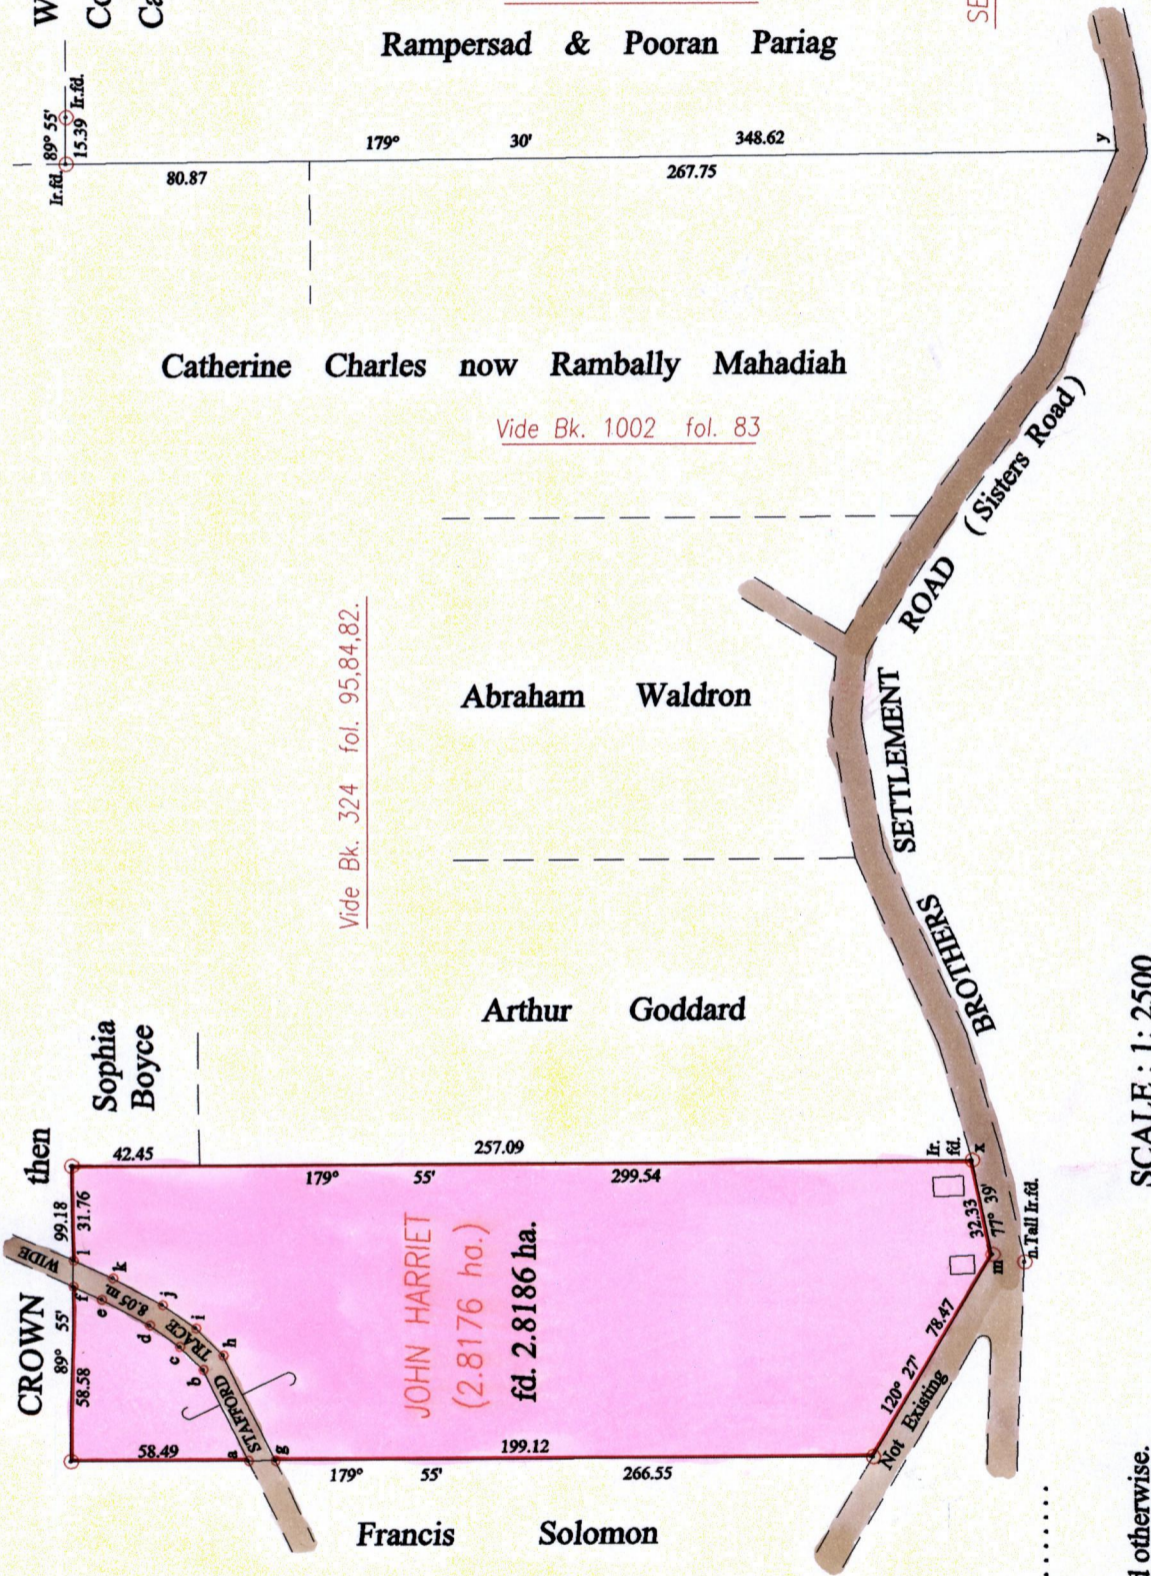 W
Co
Ca
SE
Rampersad & Pooran Pariag
89° 55'
Ir.fd. 15.39 Ir.fd.
80.87
179° 30' 348.62
267.75
y
Catherine Charles now Rambally Mahadiah
Vide Bk. 1002 fol. 83
ROAD (Sisters Road)
Vide Bk. 324 fol. 95,84,82.
Abraham Waldron
SETTLEMENT
BROTHERS
Arthur Goddard
Sophia
Boyce
CROWN then
WIDE
99.18
89° 55'
58.58
31.76
f
l
e
k
8.05 m.
d
j
TRACE
c
i
b
h
STAFFORD
a
g
42.45
257.09
179° 55' 299.54
58.49
199.12
179° 55' 266.55
JOHN HARRIET
(2.8176 ha.)
fd. 2.8186 ha.
Ir.
fd.
x
32.33
77° 39'
m
n.Tall Ir.fd.
78.47
120° 27'
Not Existing
Francis Solomon
SCALE : 1: 2500
......
d otherwise.